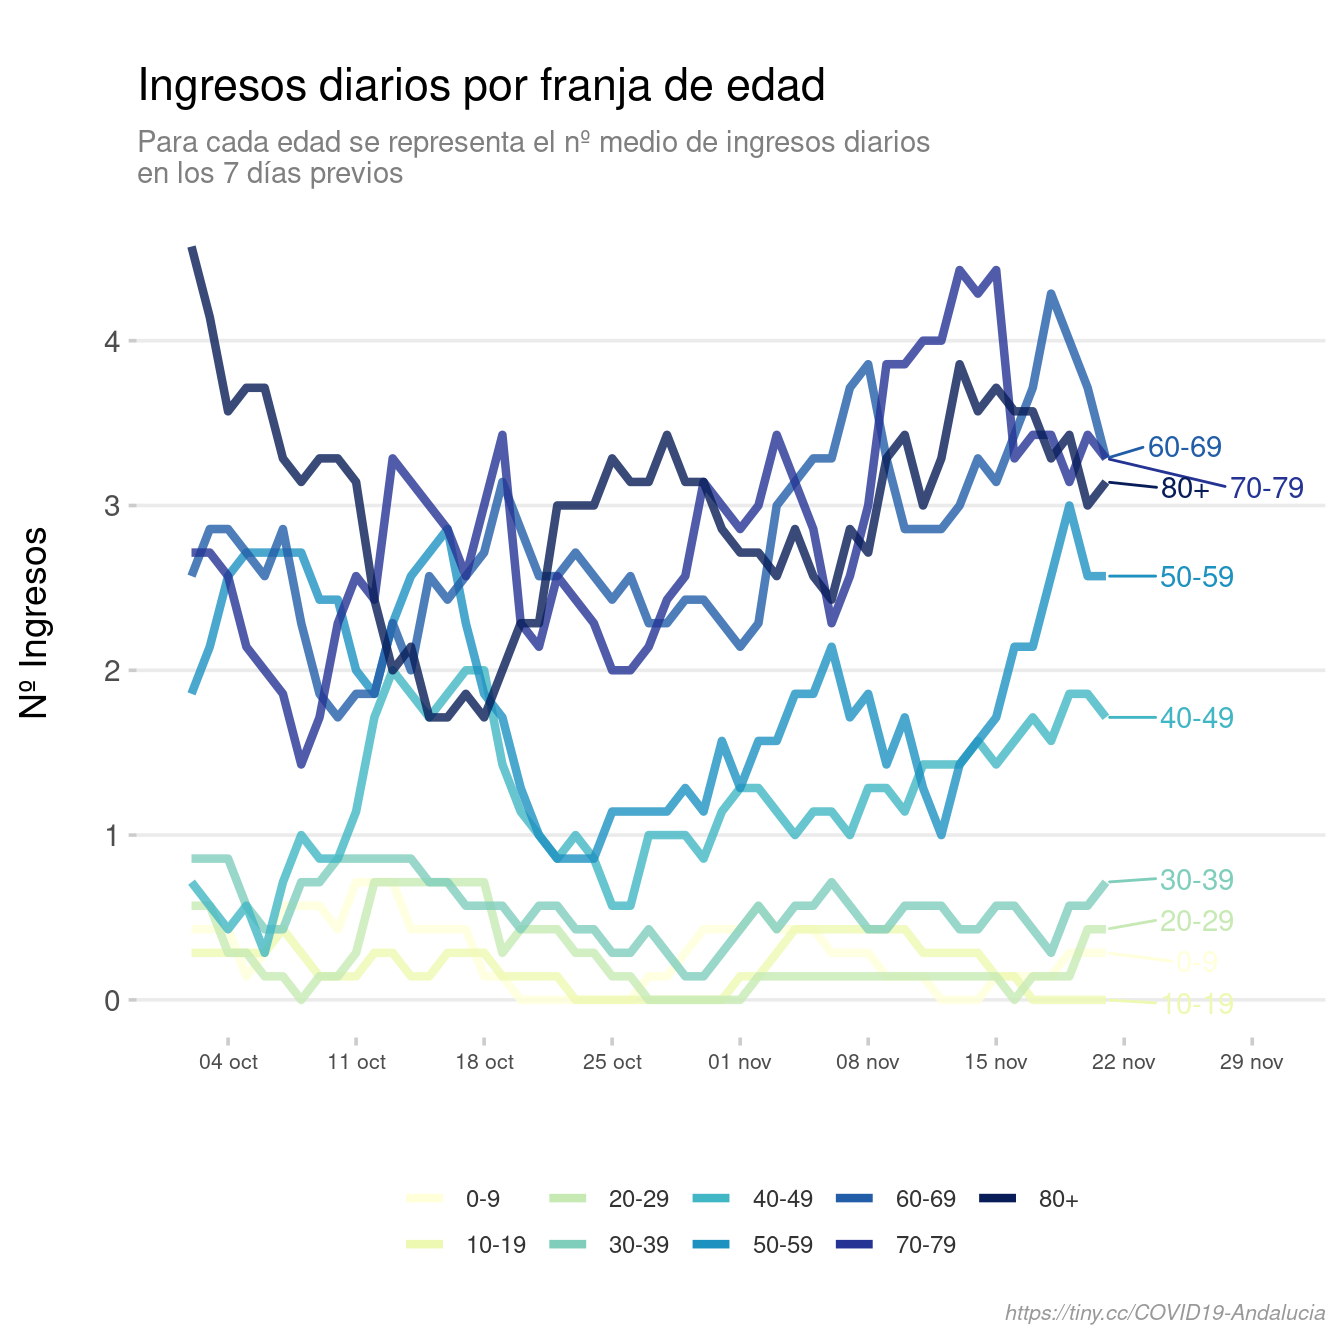 Ingresos diarios por franja de edad
Para cada edad se representa el nº medio de ingresos diarios
en los 7 días previos
Nº Ingresos
4
3
2
1
0
60-69
80+
70-79
50-59
40-49
30-39
20-29
0-9
10-19
04 oct 11 oct 18 oct 25 oct 01 nov 08 nov 15 nov 22 nov 29 nov
0-9 20-29 40-49 60-69 80+
10-19 30-39 50-59 70-79
https://tiny.cc/COVID19-Andalucia